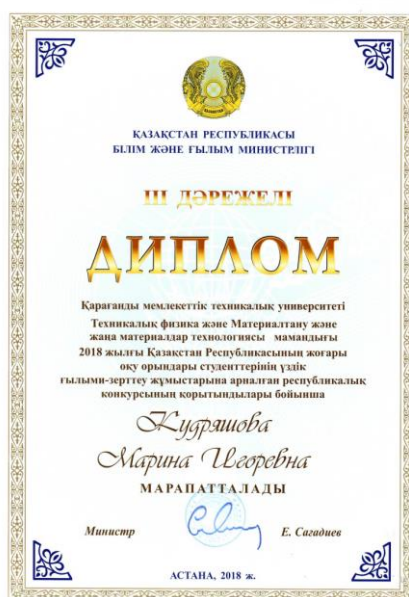 ҚАЗАҚСТАН РЕСПУБЛИКАСЫ
БІЛІМ ЖӘНЕ ҒЫЛЫМ МИНИСТРЛІГІ
III ДӘРЕЖЕЛІ
ДИПЛОМ
Қарағанды мемлекеттік техникалық университеті
Техникалық физика және Материалтану және
жаңа материалдар технологиясы мамандығы
2018 жылғы Қазақстан Республикасының жоғары
оқу орындары студенттерінің үздік
ғылыми-зерттеу жұмыстарына арналған республикалық
конкурсының қорытындылары бойынша
Кудряшова
Марина Игоревна
МАРАПАТТАЛАДЫ
Министр Е. Сагадиев
АСТАНА, 2018 ж.